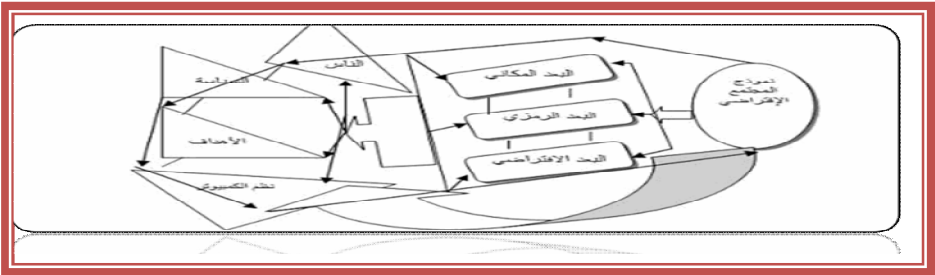 نموذج
المجتمع
الإفتراضي
البعد المكاني
البعد الرمزي
البعد الافتراضي
الناس
السياسة
الأهداف
نظم الكمبيوتر